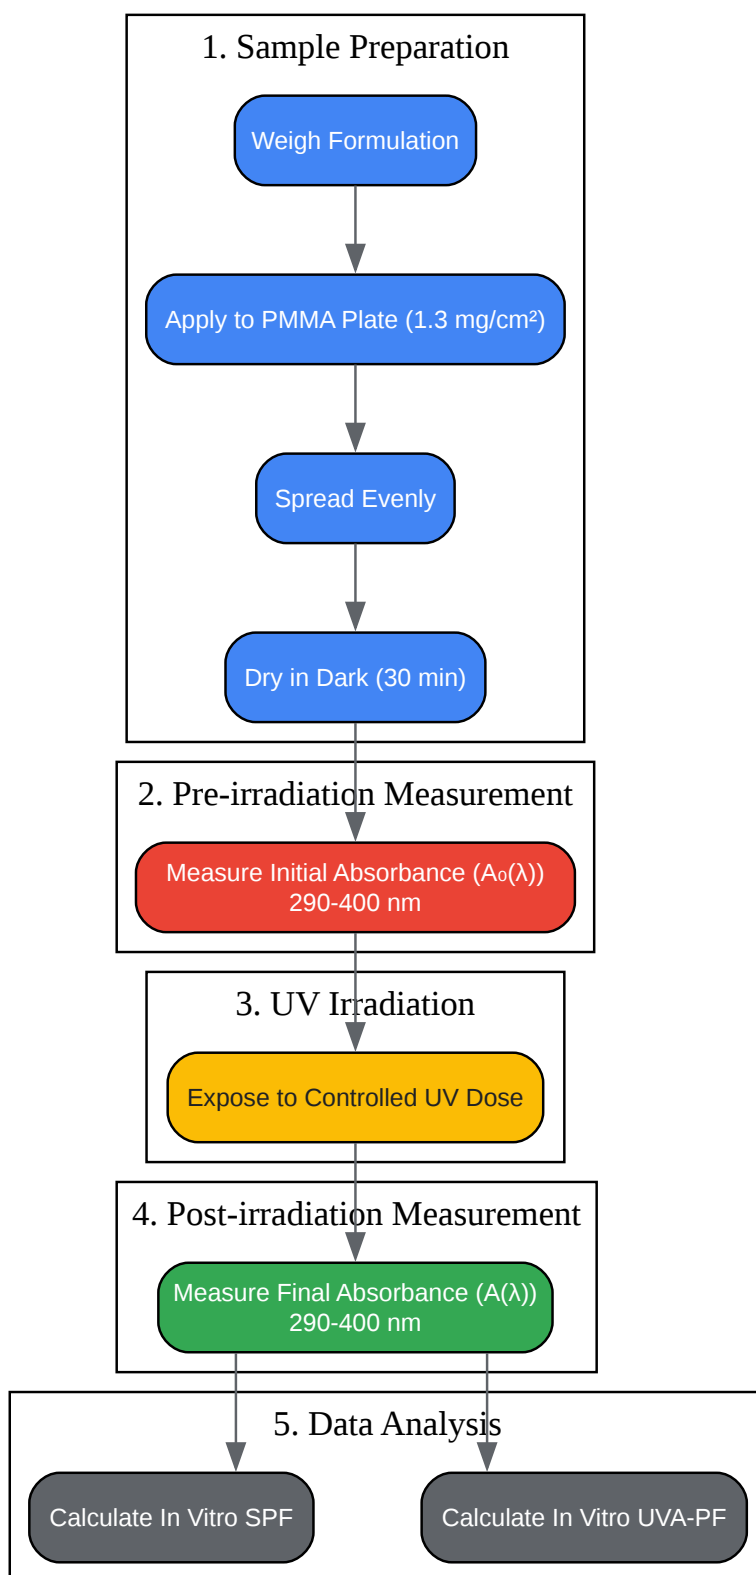 1. Sample Preparation
Weigh Formulation
Apply to PMMA Plate (1.3 mg/cm²)
Spread Evenly
Dry in Dark (30 min)
2. Pre-irradiation Measurement
Measure Initial Absorbance (A₀(λ))
290-400 nm
3. UV Irradiation
Expose to Controlled UV Dose
4. Post-irradiation Measurement
Measure Final Absorbance (A(λ))
290-400 nm
5. Data Analysis
Calculate In Vitro SPF
Calculate In Vitro UVA-PF